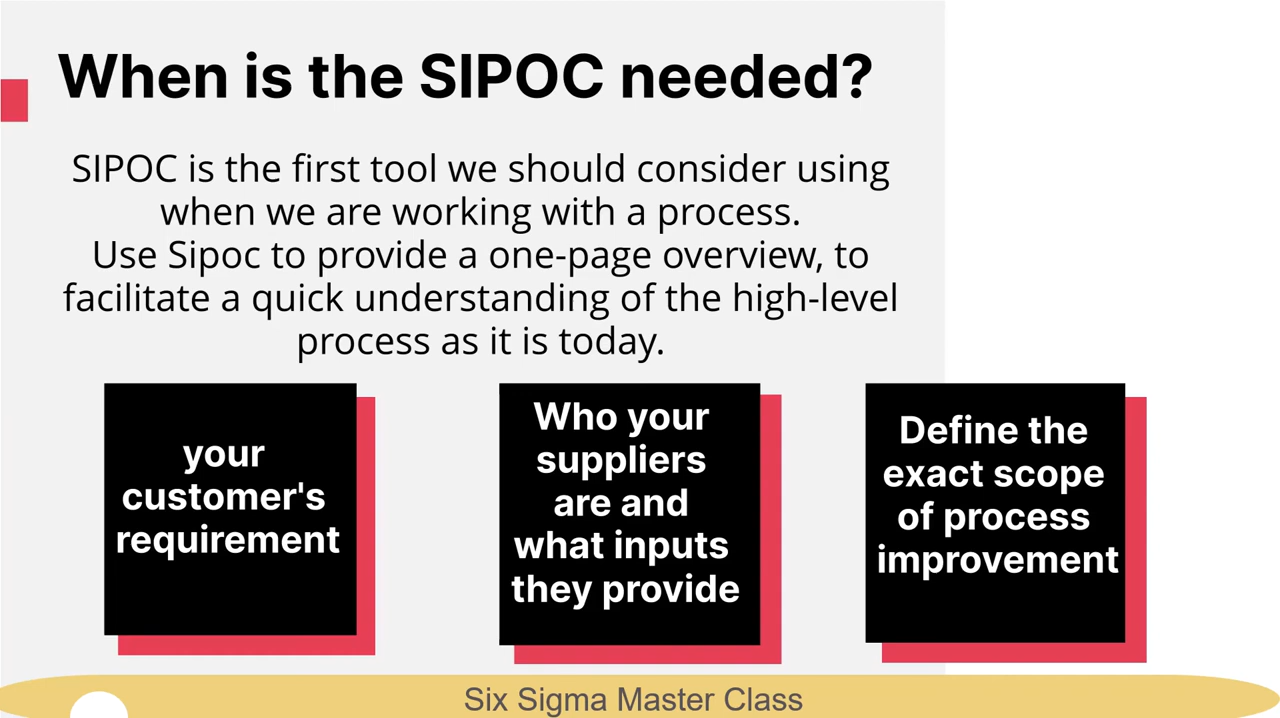 When is the SIPOC needed?
SIPOC is the first tool we should consider using
when we are working with a process.
Use Sipoc to provide a one-page overview, to
facilitate a quick understanding of the high-level
process as it is today.
your
customer's
requirement
Who your
suppliers
are and
what inputs
they provide
Define the
exact scope
of process
improvement
Six Sigma Master Class